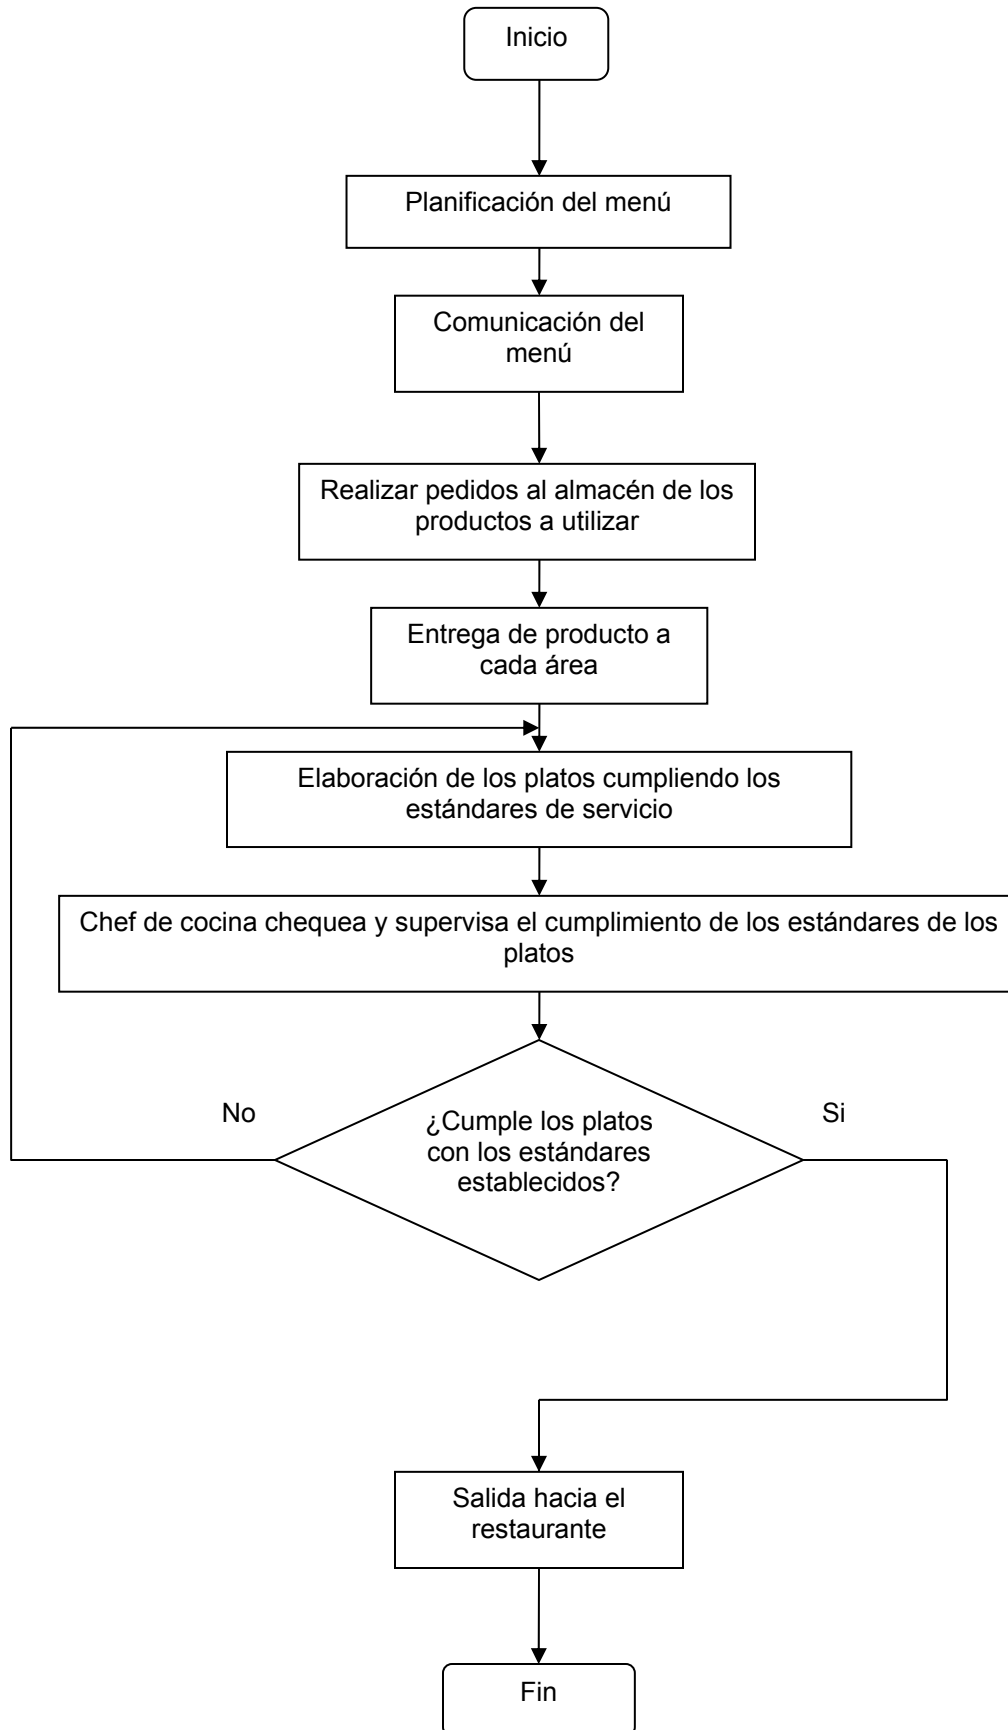 Inicio
Planificación del menú
Comunicación del
menú
Realizar pedidos al almacén de los
productos a utilizar
Entrega de producto a
cada área
Elaboración de los platos cumpliendo los
estándares de servicio
Chef de cocina chequea y supervisa el cumplimiento de los estándares de los
platos
No
¿Cumple los platos
con los estándares
establecidos?
Si
Salida hacia el
restaurante
Fin